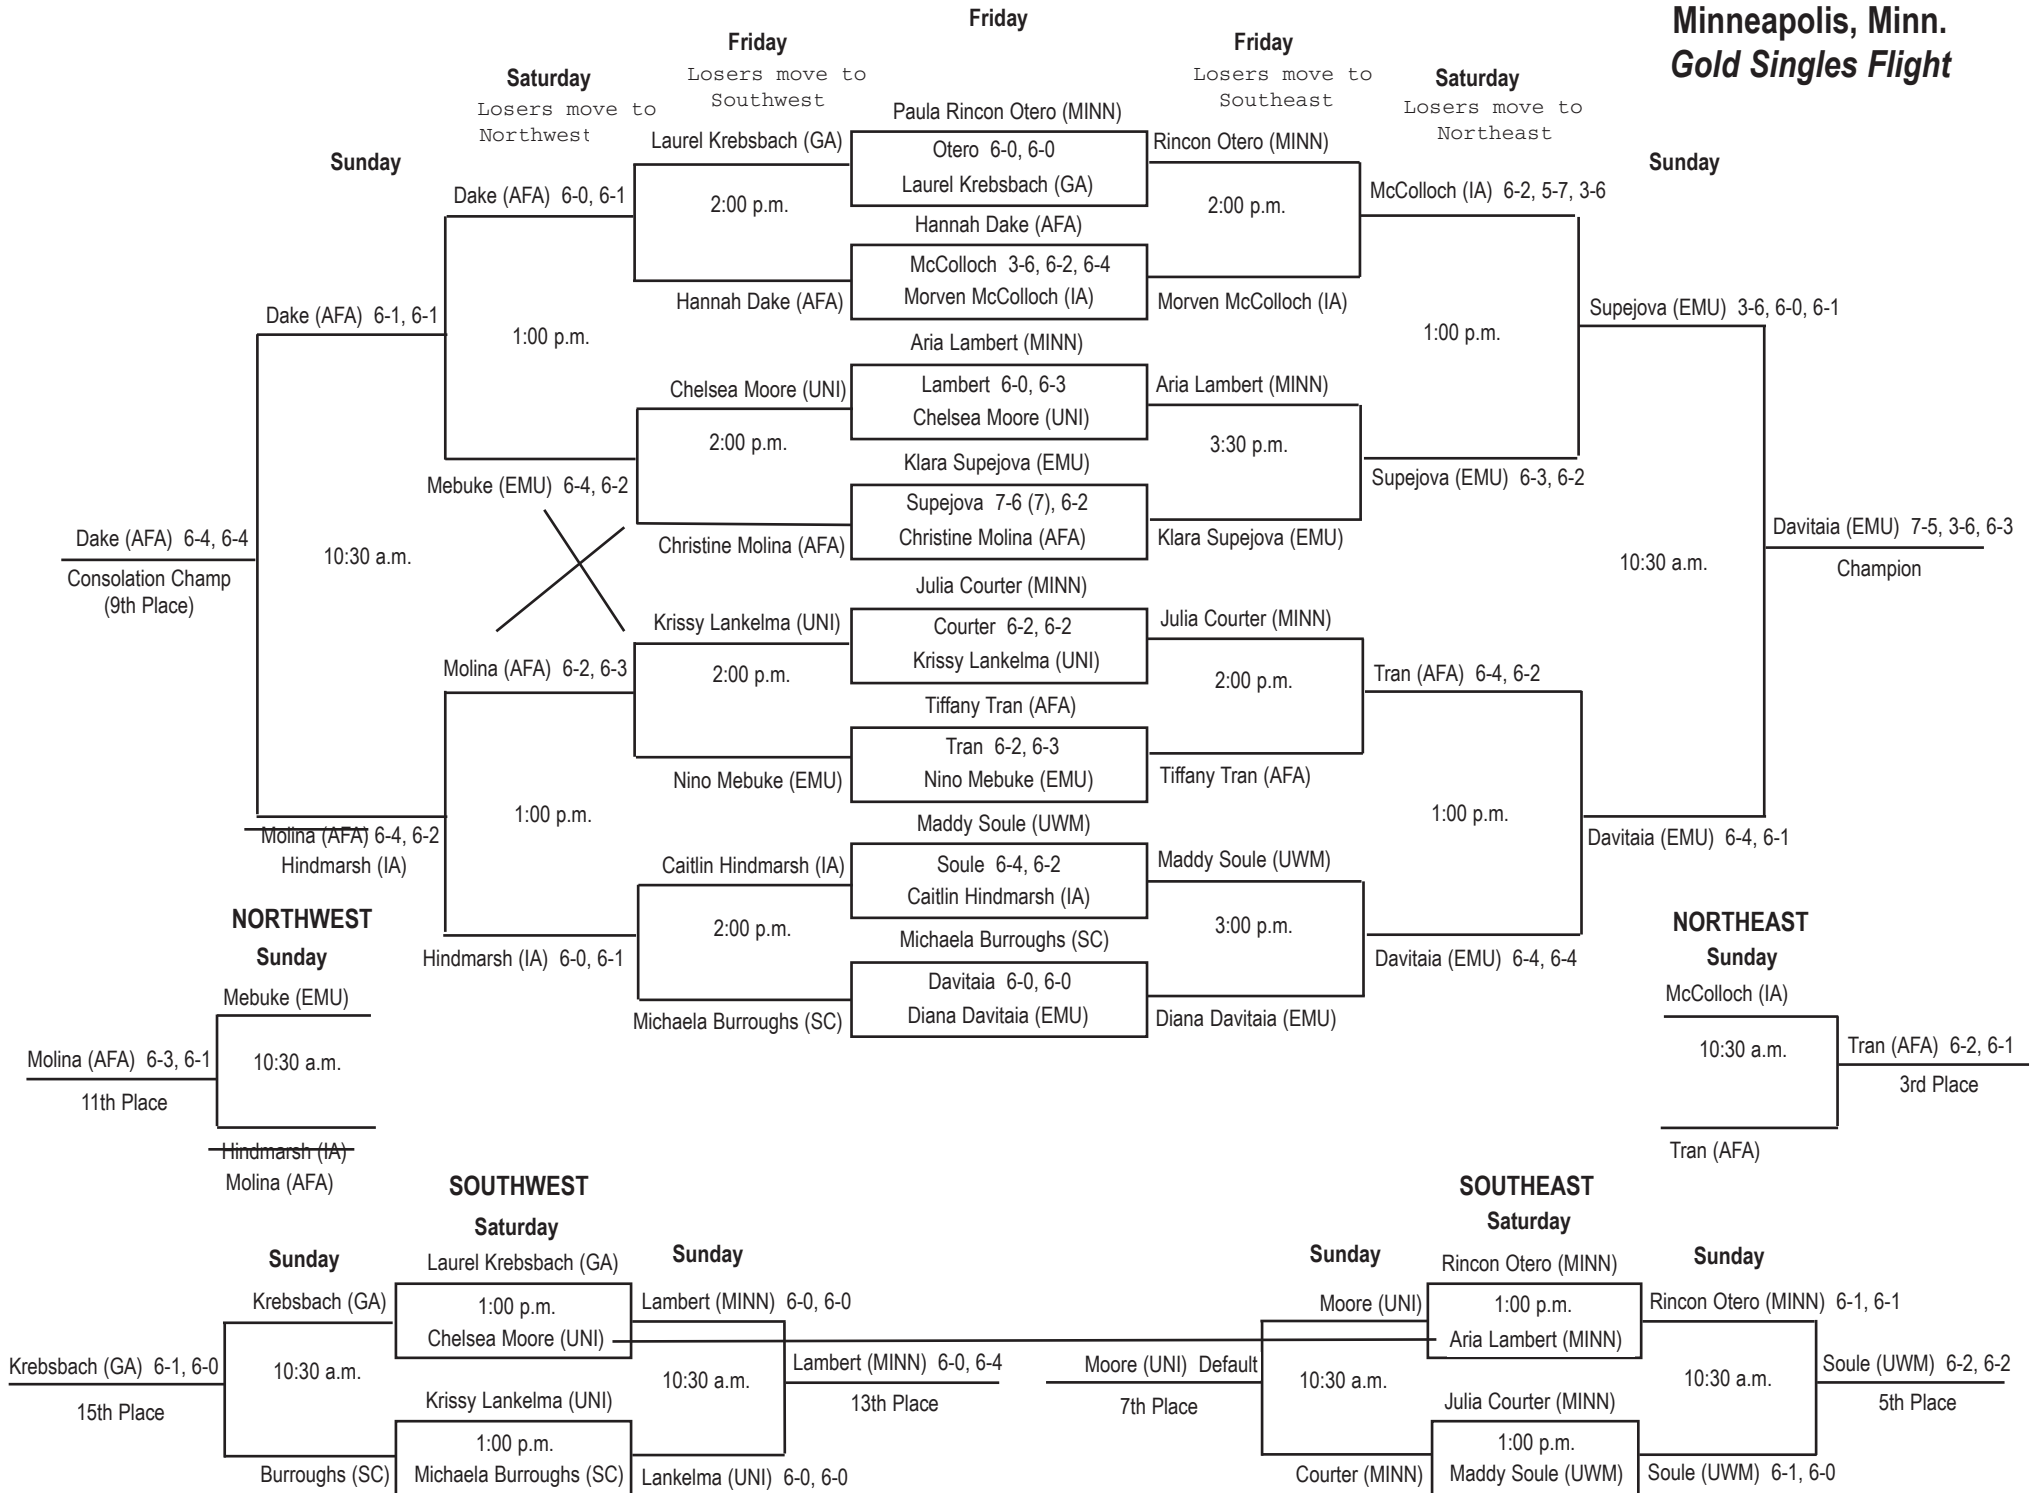 Minneapolis, Minn.
Gold Singles Flight
Friday
Friday
Losers move to
Southwest
Friday
Losers move to
Southeast
Saturday
Losers move to
Northwest
Saturday
Losers move to
Northeast
Sunday
Sunday
Paula Rincon Otero (MINN)
Otero 6-0, 6-0
Laurel Krebsbach (GA)
Hannah Dake (AFA)
McColloch 3-6, 6-2, 6-4
Morven McColloch (IA)
Aria Lambert (MINN)
Lambert 6-0, 6-3
Chelsea Moore (UNI)
Klara Supejova (EMU)
Supejova 7-6 (7), 6-2
Christine Molina (AFA)
Julia Courter (MINN)
Courter 6-2, 6-2
Krissy Lankelma (UNI)
Tiffany Tran (AFA)
Tran 6-2, 6-3
Nino Mebuke (EMU)
Maddy Soule (UWM)
Soule 6-4, 6-2
Caitlin Hindmarsh (IA)
Michaela Burroughs (SC)
Davitaia 6-0, 6-0
Diana Davitaia (EMU)
Laurel Krebsbach (GA)
2:00 p.m.
Hannah Dake (AFA)
Chelsea Moore (UNI)
2:00 p.m.
Christine Molina (AFA)
Krissy Lankelma (UNI)
2:00 p.m.
Nino Mebuke (EMU)
Caitlin Hindmarsh (IA)
2:00 p.m.
Michaela Burroughs (SC)
Dake (AFA) 6-0, 6-1
1:00 p.m.
Mebuke (EMU) 6-4, 6-2
Molina (AFA) 6-2, 6-3
1:00 p.m.
Hindmarsh (IA) 6-0, 6-1
Dake (AFA) 6-1, 6-1
10:30 a.m.
Molina (AFA) 6-4, 6-2
Hindmarsh (IA)
Dake (AFA) 6-4, 6-4
Consolation Champ
(9th Place)
Rincon Otero (MINN)
2:00 p.m.
Morven McColloch (IA)
Aria Lambert (MINN)
3:30 p.m.
Klara Supejova (EMU)
Julia Courter (MINN)
2:00 p.m.
Tiffany Tran (AFA)
Maddy Soule (UWM)
3:00 p.m.
Diana Davitaia (EMU)
McColloch (IA) 6-2, 5-7, 3-6
1:00 p.m.
Supejova (EMU) 6-3, 6-2
Tran (AFA) 6-4, 6-2
1:00 p.m.
Davitaia (EMU) 6-4, 6-4
Supejova (EMU) 3-6, 6-0, 6-1
10:30 a.m.
Davitaia (EMU) 6-4, 6-1
Davitaia (EMU) 7-5, 3-6, 6-3
Champion
NORTHWEST
Sunday
Mebuke (EMU)
10:30 a.m.
Molina (AFA) 6-3, 6-1
11th Place
Hindmarsh (IA)
Molina (AFA)
NORTHEAST
Sunday
McColloch (IA)
10:30 a.m.
Tran (AFA) 6-2, 6-1
3rd Place
Tran (AFA)
SOUTHWEST
Saturday
Sunday
Sunday
Laurel Krebsbach (GA)
1:00 p.m.
Chelsea Moore (UNI)
Krissy Lankelma (UNI)
1:00 p.m.
Michaela Burroughs (SC)
Krebsbach (GA)
10:30 a.m.
Burroughs (SC)
Krebsbach (GA) 6-1, 6-0
15th Place
Lambert (MINN) 6-0, 6-0
10:30 a.m.
Lankelma (UNI) 6-0, 6-0
Lambert (MINN) 6-0, 6-4
13th Place
SOUTHEAST
Saturday
Sunday
Sunday
Rincon Otero (MINN)
1:00 p.m.
Aria Lambert (MINN)
Julia Courter (MINN)
1:00 p.m.
Maddy Soule (UWM)
Moore (UNI)
10:30 a.m.
Courter (MINN)
Moore (UNI) Default
7th Place
Rincon Otero (MINN) 6-1, 6-1
10:30 a.m.
Soule (UWM) 6-1, 6-0
Soule (UWM) 6-2, 6-2
5th Place